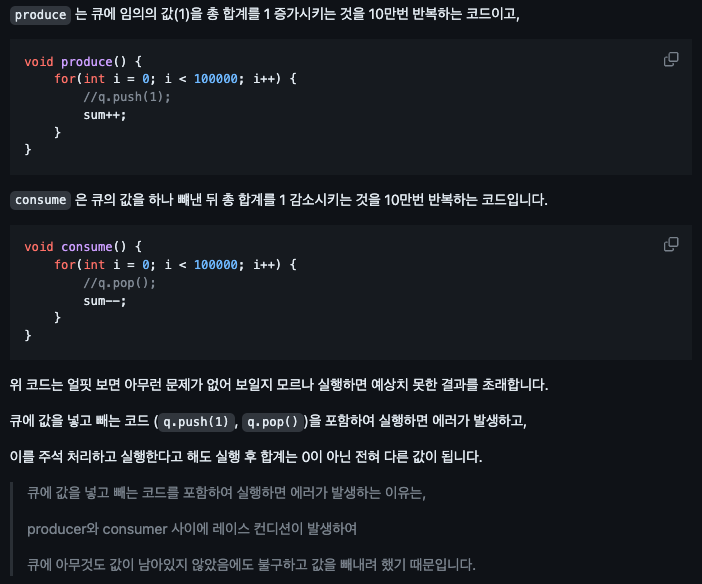 produce 는 큐에 임의의 값(1)을 총 합계를 1 증가시키는 것을 10만번 반복하는 코드이고,
void produce() {
    for(int i = 0; i < 100000; i++) {
        //q.push(1);
        sum++;
    }
}
consume 은 큐의 값을 하나 빼낸 뒤 총 합계를 1 감소시키는 것을 10만번 반복하는 코드입니다.
void consume() {
    for(int i = 0; i < 100000; i++) {
        //q.pop();
        sum--;
    }
}
위 코드는 얼핏 보면 아무런 문제가 없어 보일지 모르나 실행하면 예상치 못한 결과를 초래합니다.
큐에 값을 넣고 빼는 코드 (q.push(1), q.pop())을 포함하여 실행하면 에러가 발생하고,
이를 주석 처리하고 실행한다고 해도 실행 후 합계는 0이 아닌 전혀 다른 값이 됩니다.
큐에 값을 넣고 빼는 코드를 포함하여 실행하면 에러가 발생하는 이유는,
producer와 consumer 사이에 레이스 컨디션이 발생하여
큐에 아무것도 값이 남아있지 않았음에도 불구하고 값을 빼내려 했기 때문입니다.